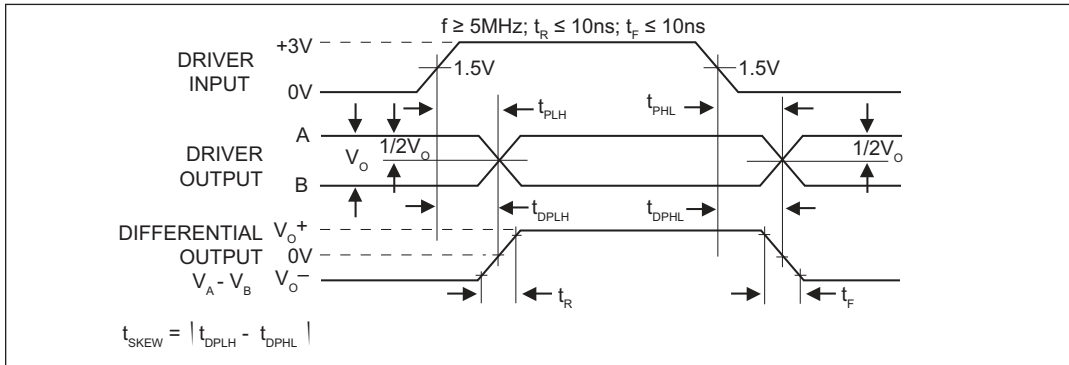 f ≥ 5MHz; tR ≤ 10ns; tF ≤ 10ns
+3V
DRIVER
INPUT
1.5V
1.5V
0V
tPLH
tPHL
A
DRIVER
OUTPUT
VO
1/2VO
1/2VO
B
tDPLH
tDPHL
DIFFERENTIAL
OUTPUT
VA - VB
VO+
0V
VO−
tR
tF
tSKEW = | tDPLH - tDPHL |